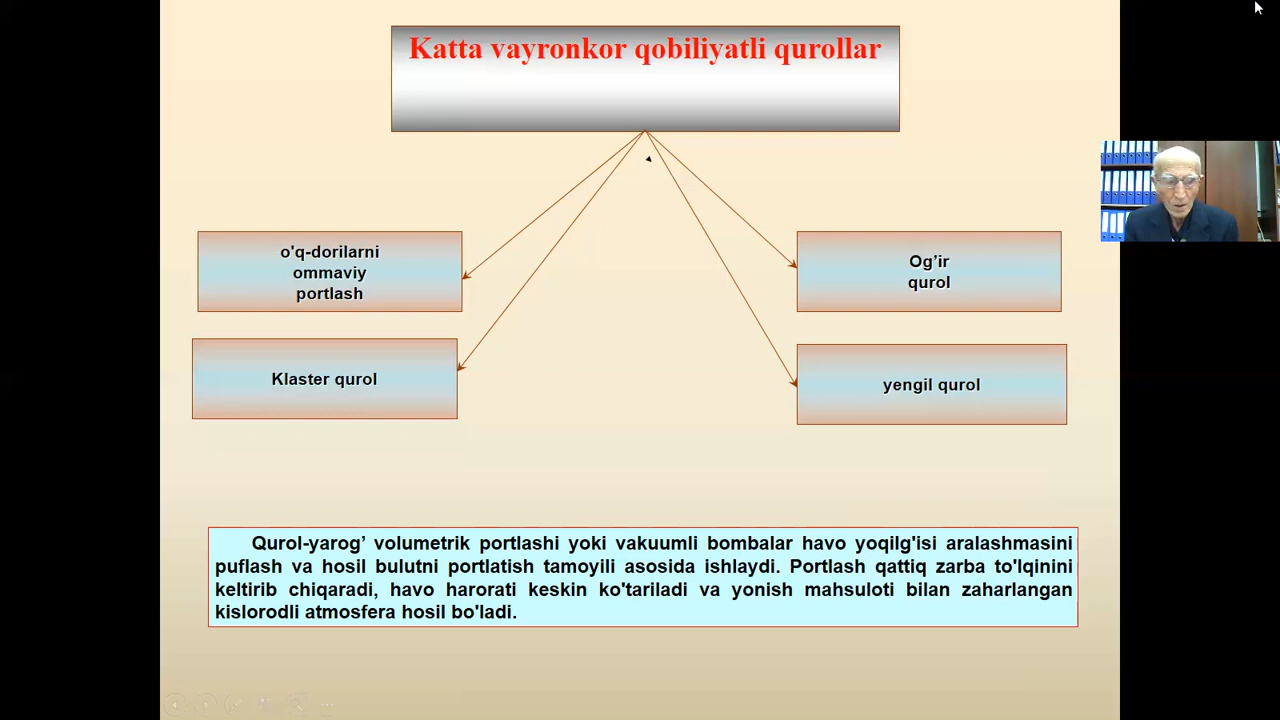 Katta vayronkor qobiliyatli qurollar
o'q-dorilarni
ommaviy
portlash
Og’ir
qurol
Klaster qurol
yengil qurol
Qurol-yarog’ volumetrik portlashi yoki vakuumli bombalar havo yoqilg'isi aralashmasini
puflash va hosil bulutni portlatish tamoyili asosida ishlaydi. Portlash qattiq zarba to'lqinini
keltirib chiqaradi, havo harorati keskin ko'tariladi va yonish mahsuloti bilan zaharlangan
kislorodli atmosfera hosil bo'ladi.